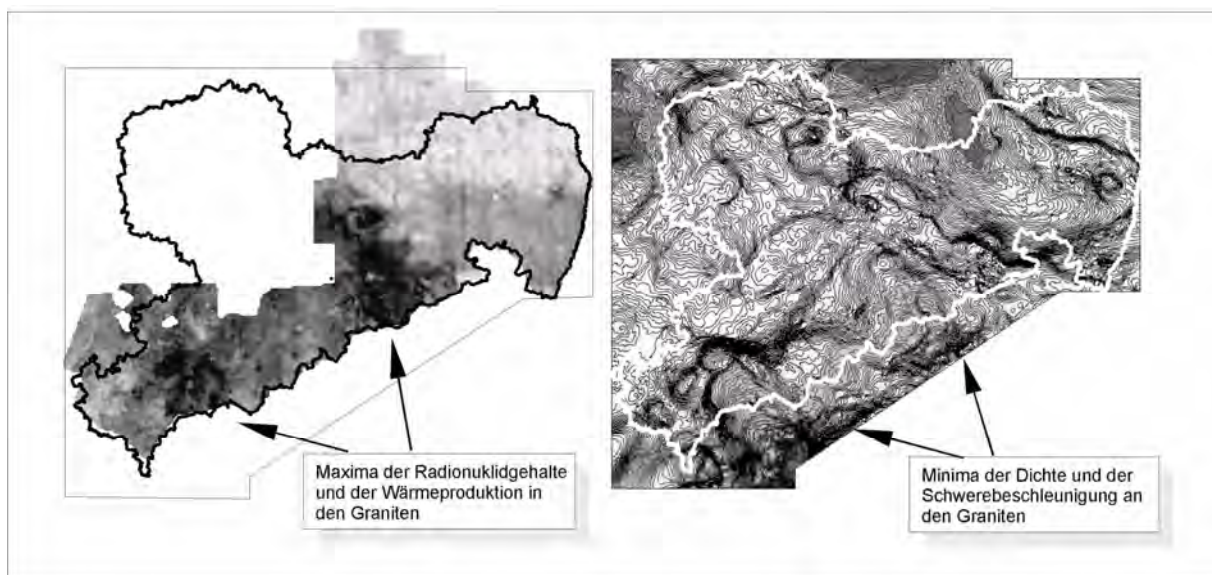 Maxima der Radionuklidgehalte
und der Wärmeproduktion in
den Graniten
Minima der Dichte und der
Schwerebeschleunigung an
den Graniten